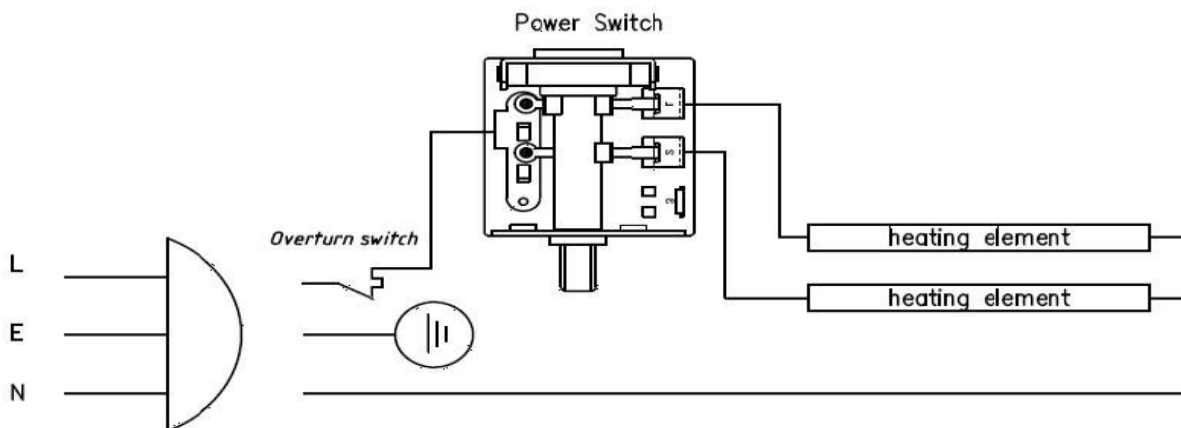 Power Switch
Overturn switch
heating element
heating element
L
E
N